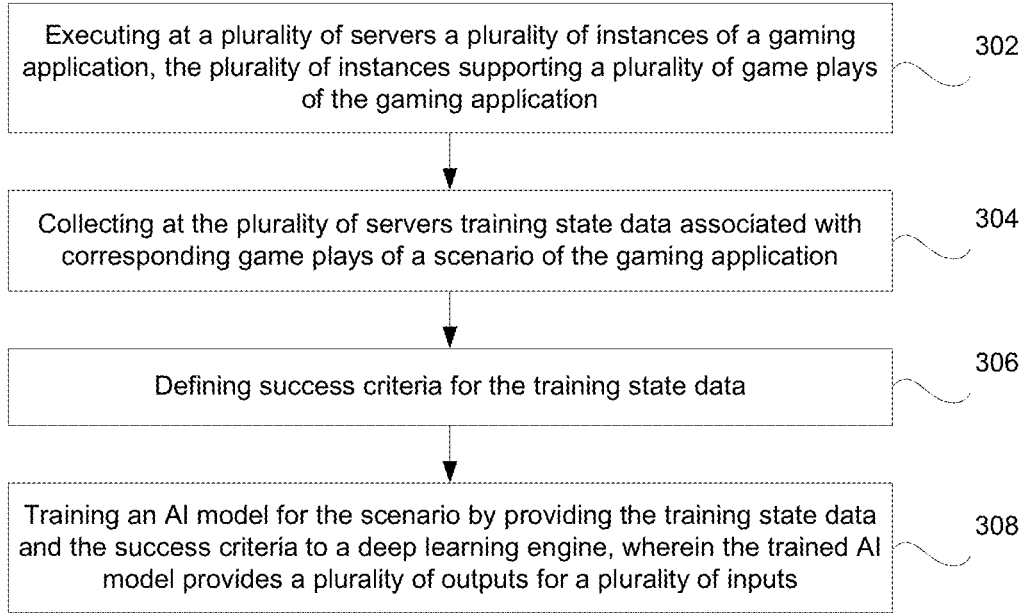 Executing at a plurality of servers a plurality of instances of a gaming
application, the plurality of instances supporting a plurality of game plays
of the gaming application
302
Collecting at the plurality of servers training state data associated with
corresponding game plays of a scenario of the gaming application
304
Defining success criteria for the training state data
306
Training an AI model for the scenario by providing the training state data
and the success criteria to a deep learning engine, wherein the trained AI
model provides a plurality of outputs for a plurality of inputs
308